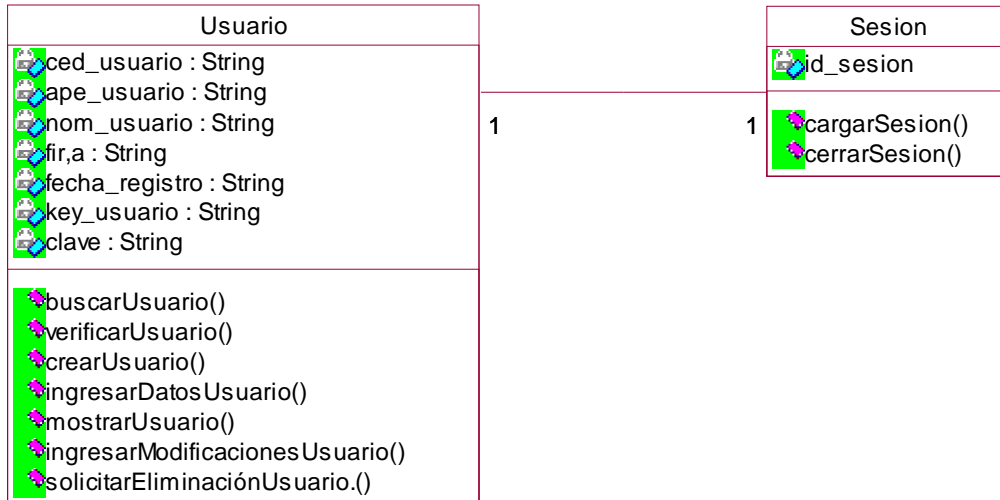 Usuario
ced_usuario : String
ape_usuario : String
nom_usuario : String
fir,a : String
fecha_registro : String
key_usuario : String
clave : String
buscarUsuario()
verificarUsuario()
crearUsuario()
ingresarDatosUsuario()
mostrarUsuario()
ingresarModificacionesUsuario()
solicitarEliminaciónUsuario.()
1
1
Sesion
id_sesion
cargarSesion()
cerrarSesion()